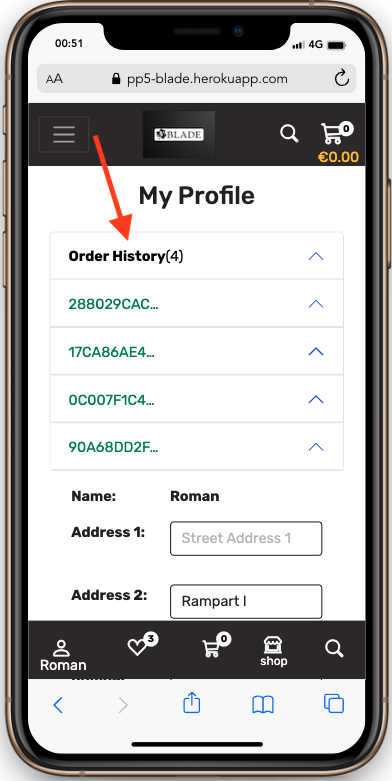 00:51
4G
AA
pp5-blade.herokuapp.com
BLADE
0
€0.00
My Profile
Order History(4)
288029CAC...
17CA86AE4...
0C007F1C4...
90A68DD2F...
Name: Roman
Address 1: Street Address 1
Address 2: Rampart I
3
0
Roman
shop